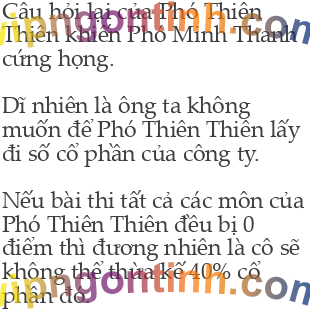 Câu hỏi lại của Phó Thiên
Thiên khiến Phó Minh Thành
cứng họng.
Dĩ nhiên là ông ta không
muốn để Phó Thiên Thiên lấy
đi số cổ phần của công ty.
Nếu bài thi tất cả các môn của
Phó Thiên Thiên đều bị 0
điểm thì đương nhiên là cô sẽ
không thể thừa kế 40% cổ
phần đó.
vipngontinh.com
vipngontinh.com